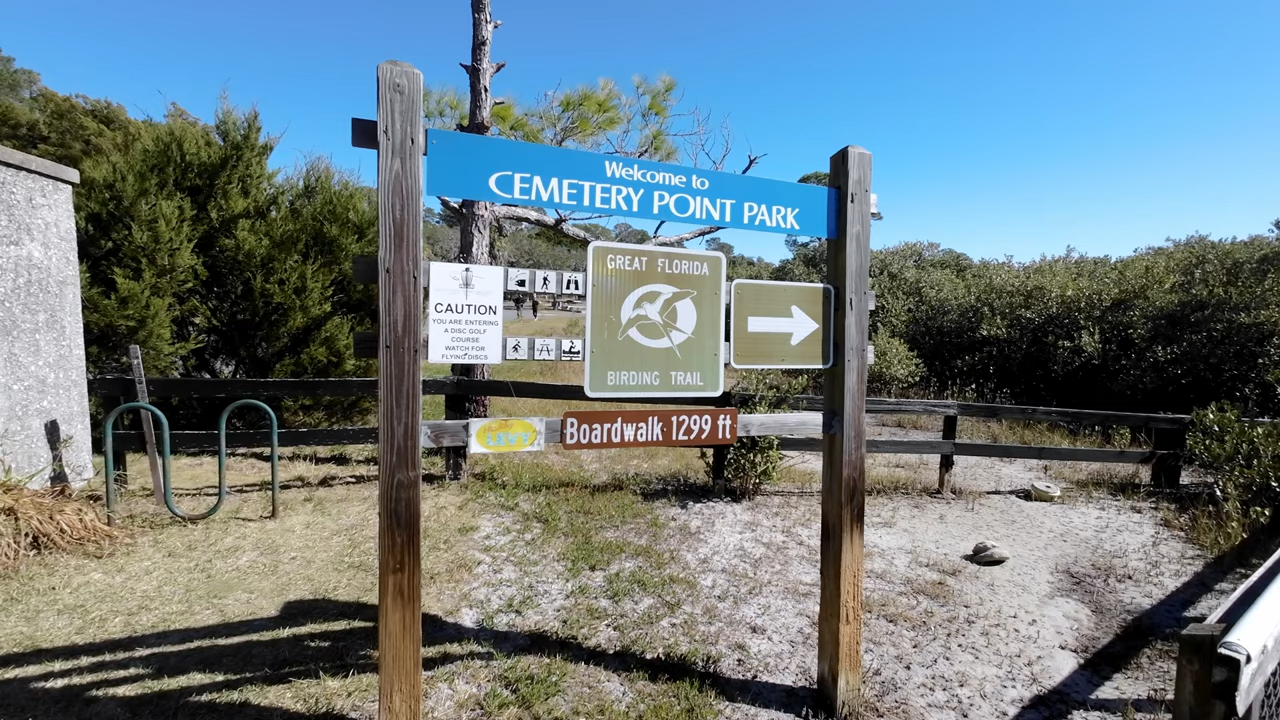 Welcome to
CEMETERY POINT PARK
CAUTION
YOU ARE ENTERING
A DISC GOLF
COURSE
WATCH FOR
FLYING DISCS
GREAT FLORIDA
BIRDING TRAIL
LEVY
Boardwalk 1299 ft